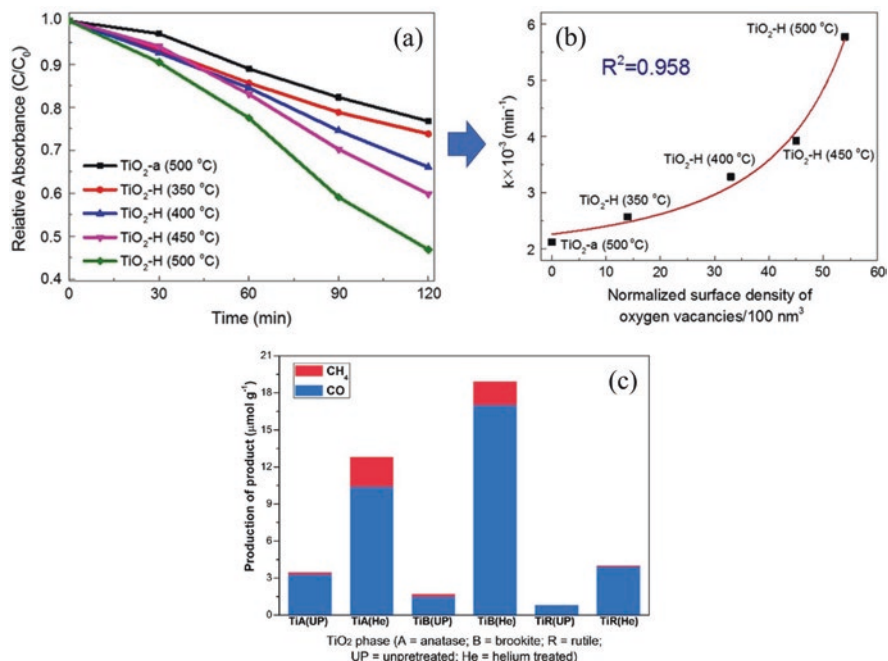 (a)
Reiative Absorbance (C/C₀)
1.0
0.9
0.8
0.7
0.6
0.5
0.4
TiO₂-a (500 °C)
TiO₂-H (350 °C)
TiO₂-H (400 °C)
TiO₂-H (450 °C)
TiO₂-H (500 °C)
0 30 60 90 120
Time (min)
(b)
R²=0.958
k×10⁻³ (min⁻¹)
6
5
4
3
2
TiO₂-H (500 °C)
TiO₂-H (400 °C)
TiO₂-H (450 °C)
TiO₂-H (350 °C)
TiO₂-a (500 °C)
0 10 20 30 40 50 60
Normalized surface density of
oxygen vacancies/100 nm³
(c)
CH₄
CO
Production of product (μmol g⁻¹)
21
18
15
12
9
6
3
0
TiA(UP) TiA(He) TiB(UP) TiB(He) TiR(UP) TiR(He)
TiO₂ phase (A = anatase; B = brookite; R = rutile;
UP = unpretreated; He = helium treated)